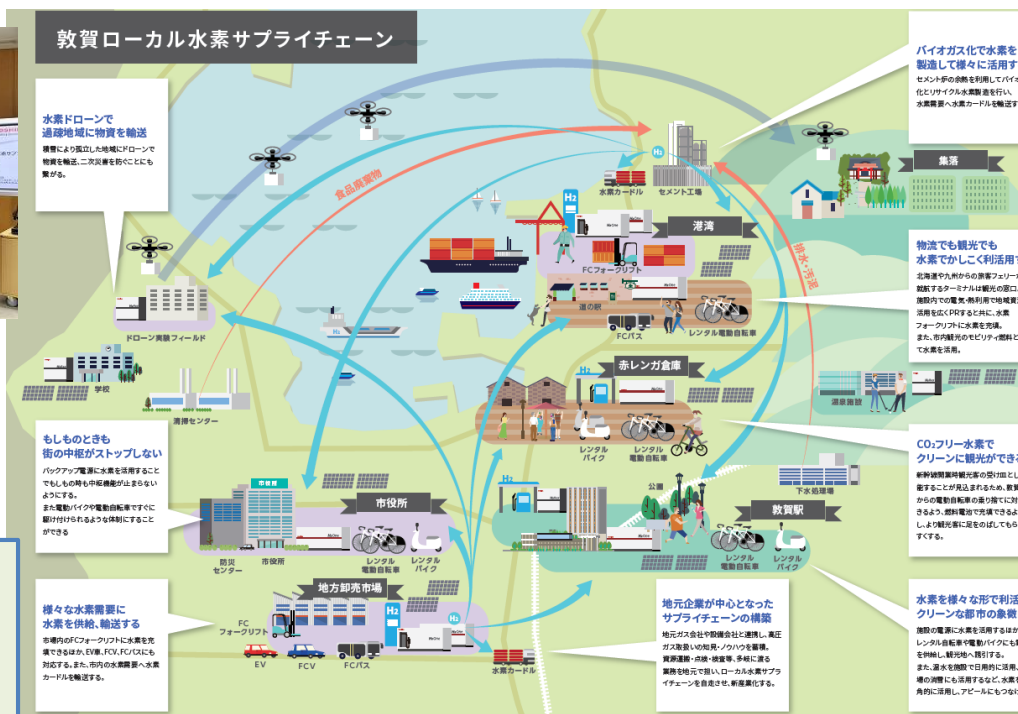 敦賀ローカル水素サプライチェーン
水素ドローンで
過疎地域に物資を輸送
積雪により孤立した地域にドローンで
物資を輸送、二次災害を防ぐことにも
繋がる。
バイオガス化で水素を
製造して様々に活用す
セメント炉の余熱を利用してバイオ
化とリサイクル水素製造を行い、
水素需要へ水素カードルを輸送す
食品廃棄物
H2
水素カードル
セメント工場
集落
H2
港湾
FCフォークリフト
排水・汚泥
道の駅
FCバス
レンタル電動自転車
物流でも観光でも
水素でかしこく利活用す
北海道や九州からの旅客フェリーが
就航するターミナルは観光の窓口。
施設内での電気・熱利用で地域資
活用を広くPRすると共に、水素
フォークリフトに水素を充填。
また、市内観光のモビリティ燃料と
て水素を活用。
ドローン実験フィールド
学校
清掃センター
赤レンガ倉庫
H2
レンタル
バイク
レンタル
電動自転車
温泉施設
もしものときも
街の中枢がストップしない
バックアップ電源に水素を活用すること
でもしもの時も中枢機能が止まらない
ようにする。
また電動バイクや電動自転車ですぐに
駆け付けられるような体制にすること
ができる
CO₂フリー水素で
クリーンに観光ができる
新幹線開業時観光客の受け皿とし
からの電動自転車の乗り捨てに対
きるよう、燃料電池で充填できるよ
し、より観光客に足をのばしてもら
すくする。
市役所
市役所
防災
センター
市役所
レンタル
電動自転車
レンタル
バイク
H2
公園
下水処理場
敦賀駅
レンタル
電動自転車
レンタル
バイク
様々な水素需要に
水素を供給、輸送する
市場内のFCフォークリフトに水素を充
填できるほか、EV車、FCV、FCバスにも
対応する。また、市内の水素需要へ水素
カードルを輸送する。
地方卸売市場
FC
フォークリフト
H2
H2
EV
FCV
FCバス
水素カードル
地元企業が中心となった
サプライチェーンの構築
地元ガス会社や設備会社と連携し、高圧
ガス取扱いの知見・ノウハウを蓄積。
資源運搬・点検・検査等、多岐に渡る
業務を地元で担い、ローカル水素サプラ
イチェーンを自走させ、新産業化する。
水素を様々な形で利活
クリーンな都市の象徴
施設の電源に水素を活用するほか
レンタル自転車や電動バイクにも
を供給し、観光地へ誘引する。
また、温水を施設で日用的に活用、
場の消雪にも活用するなど、水素を
角的に活用し、アピールにもつな